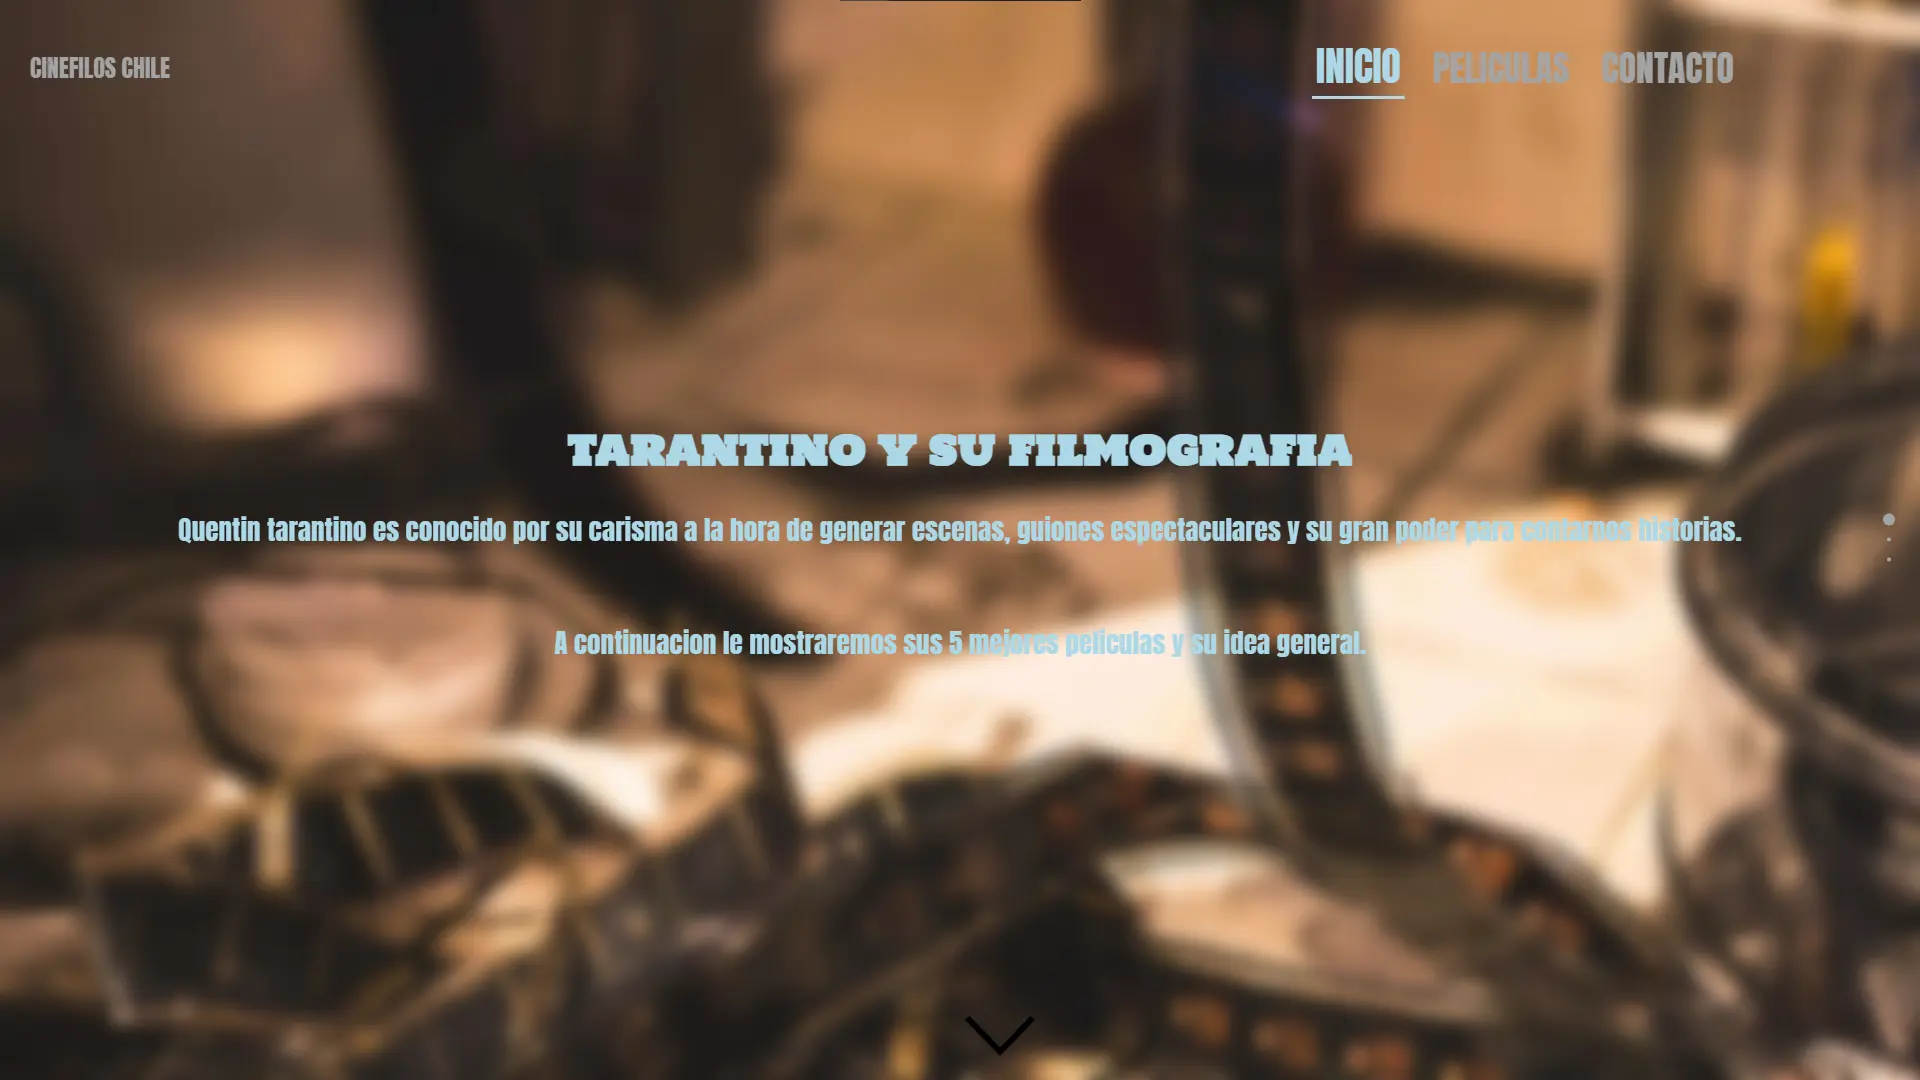 CINEFILOS CHILE
INICIO PELICULAS CONTACTO
TARANTINO Y SU FILMOGRAFIA
Quentin tarantino es conocido por su carisma a la hora de generar escenas, guiones espectaculares y su gran poder para contarnos historias.
A continuacion le mostraremos sus 5 mejores peliculas y su idea general.